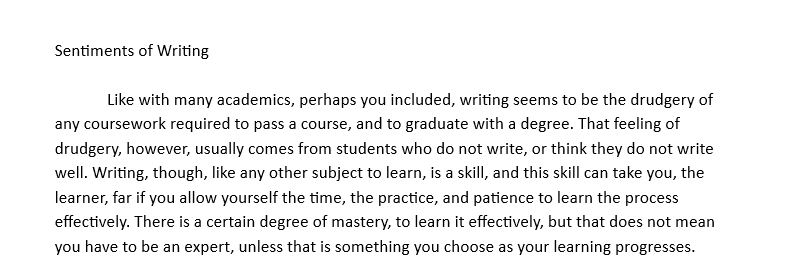 Sentiments of Writing
Like with many academics, perhaps you included, writing seems to be the drudgery of
any coursework required to pass a course, and to graduate with a degree. That feeling of
drudgery, however, usually comes from students who do not write, or think they do not write
well. Writing, though, like any other subject to learn, is a skill, and this skill can take you, the
learner, far if you allow yourself the time, the practice, and patience to learn the process
effectively. There is a certain degree of mastery, to learn it effectively, but that does not mean
you have to be an expert, unless that is something you choose as your learning progresses.